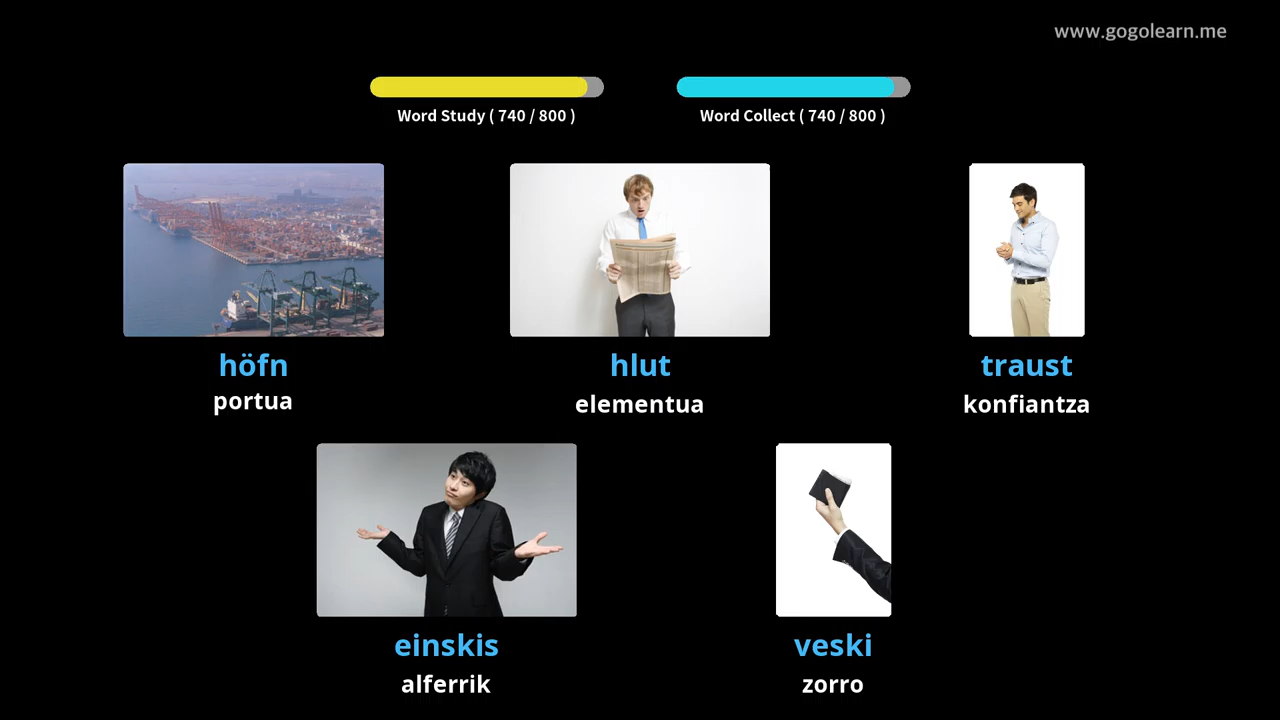 www.gogolearn.me
Word Study ( 740 / 800 )
Word Collect ( 740 / 800 )
höfn
portua
hlut
elementua
traust
konfiantza
einskis
alferrik
veski
zorro